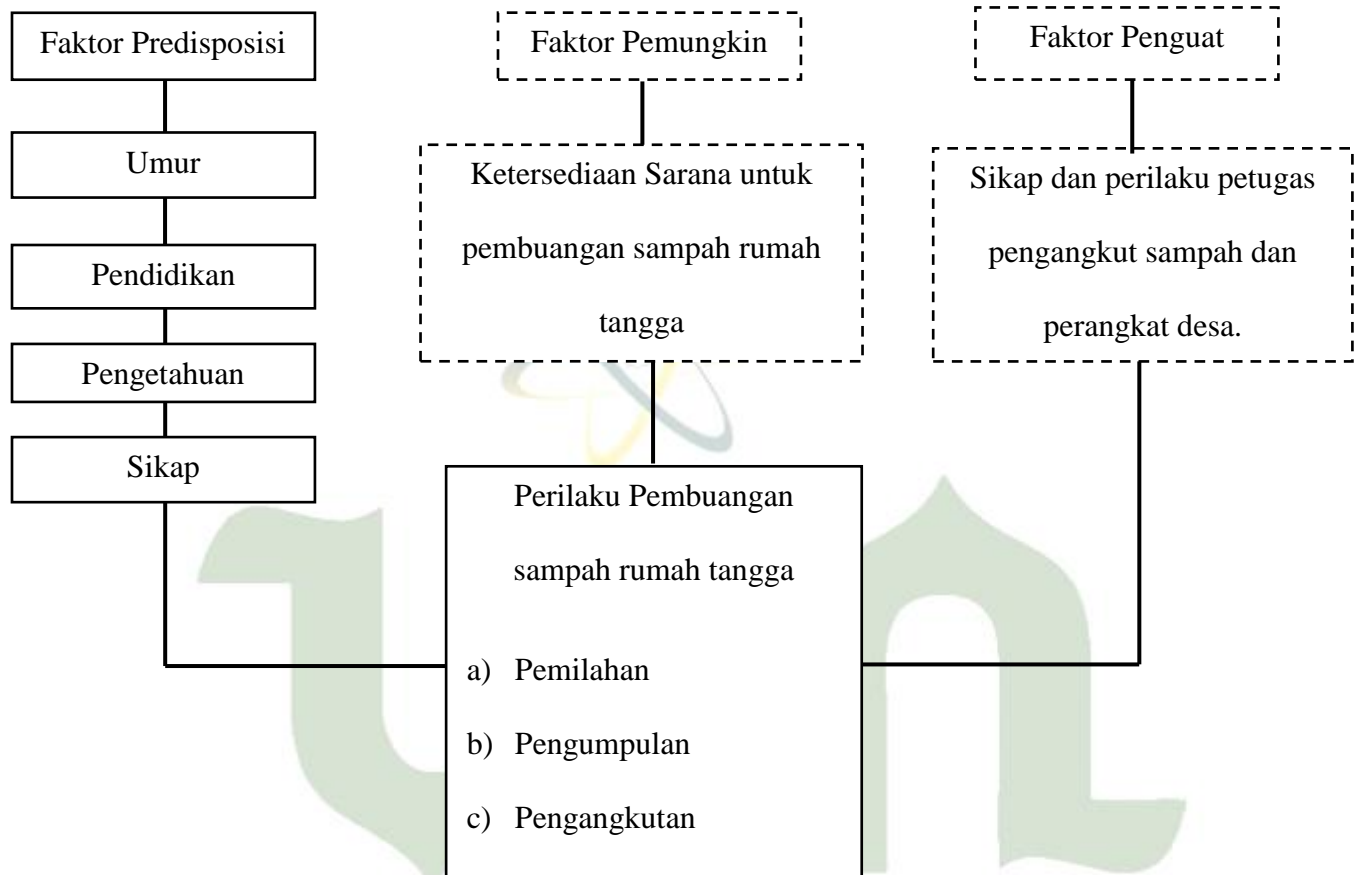 Faktor Predisposisi
Umur
Pendidikan
Pengetahuan
Sikap
Faktor Pemungkin
Ketersediaan Sarana untuk
pembuangan sampah rumah
tangga
Faktor Penguat
Sikap dan perilaku petugas
pengangkut sampah dan
perangkat desa.
Perilaku Pembuangan
sampah rumah tangga
a) Pemilahan
b) Pengumpulan
c) Pengangkutan